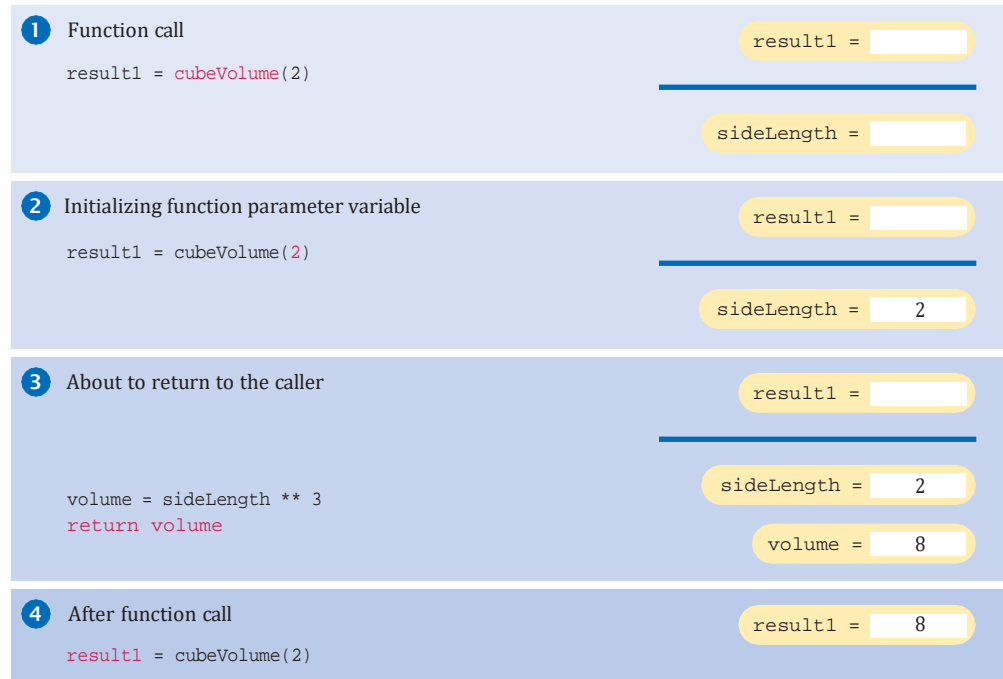 1 Function call
result1 = cubeVolume(2)
result1 =
sideLength =
2 Initializing function parameter variable
result1 = cubeVolume(2)
result1 =
sideLength = 2
3 About to return to the caller
result1 =
volume = sideLength ** 3
return volume
sideLength = 2
volume = 8
4 After function call
result1 = cubeVolume(2)
result1 = 8